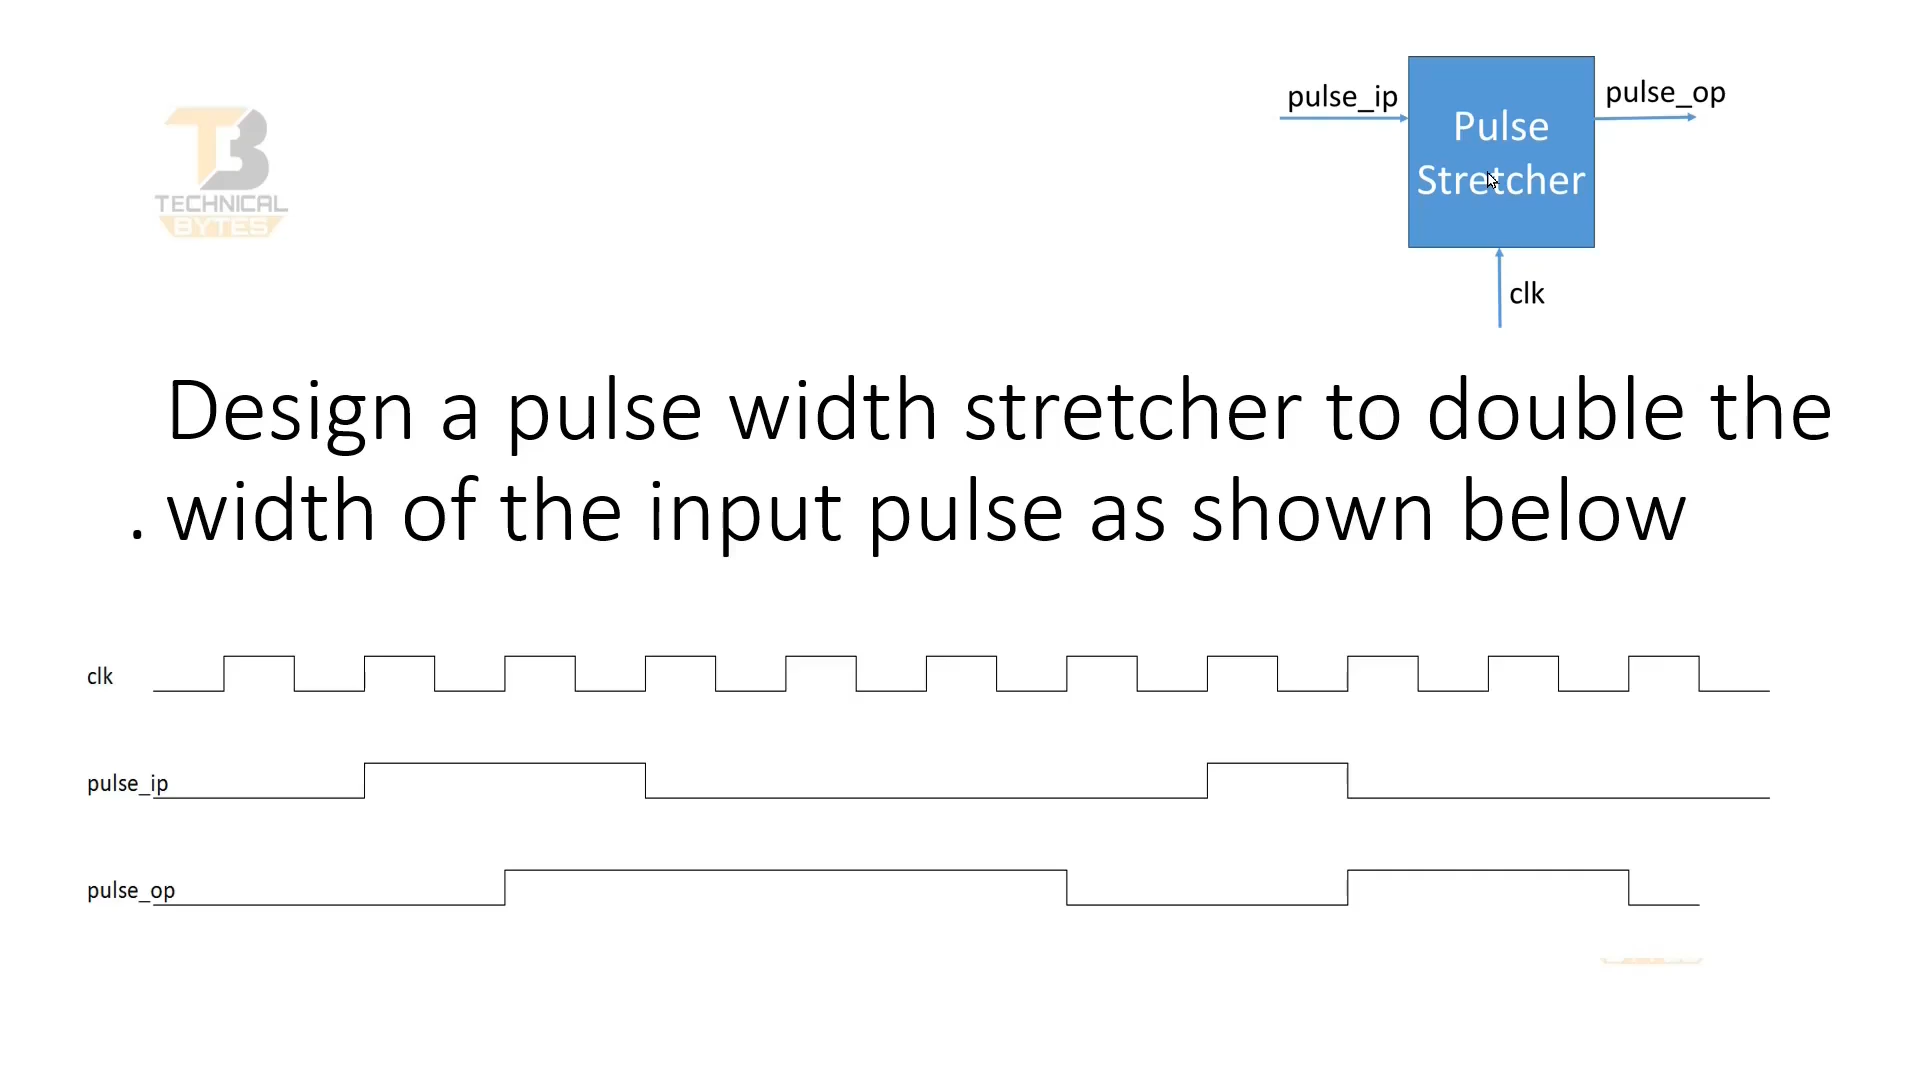 TECHNICAL
BYTES
pulse_ip
pulse_op
Pulse
Stretcher
clk
Design a pulse width stretcher to double the
. width of the input pulse as shown below
clk
pulse_ip
pulse_op